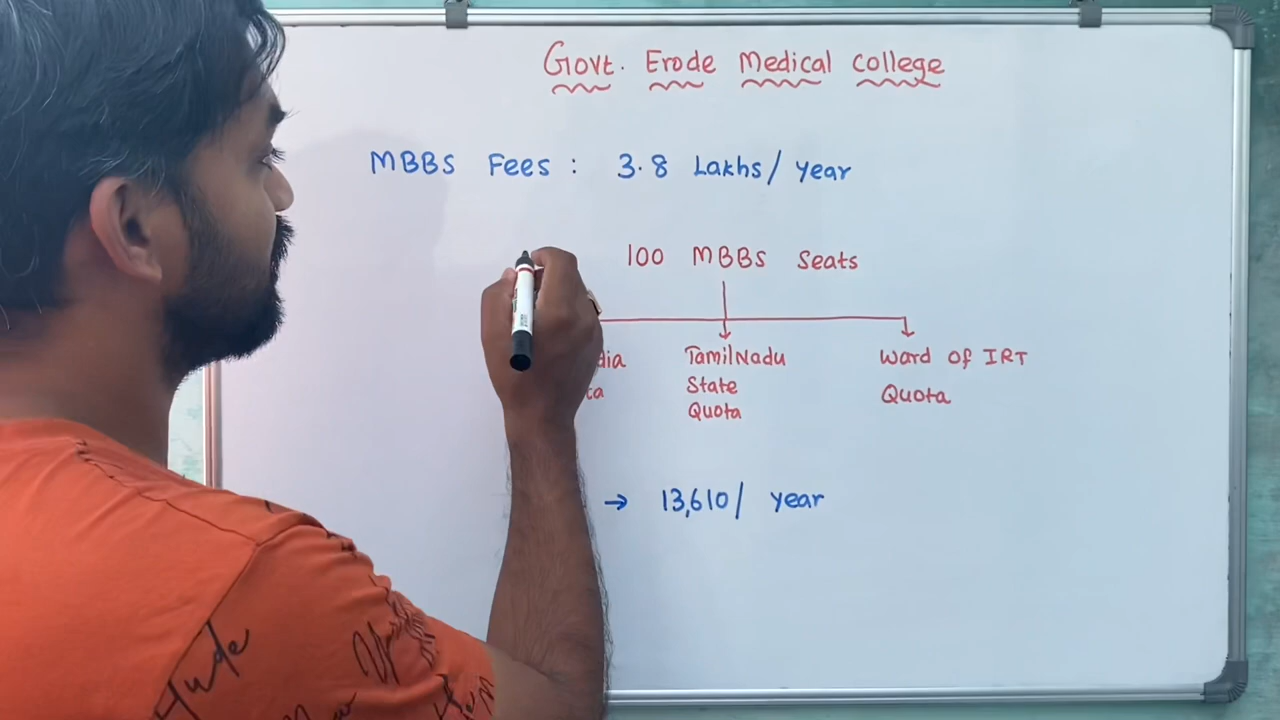 Govt. Erode Medical College
MBBS Fees : 3.8 Lakhs/ year
100 MBBS Seats
TamilNadu
State
Quota
Ward of IRT
Quota
→ 13,610/ year